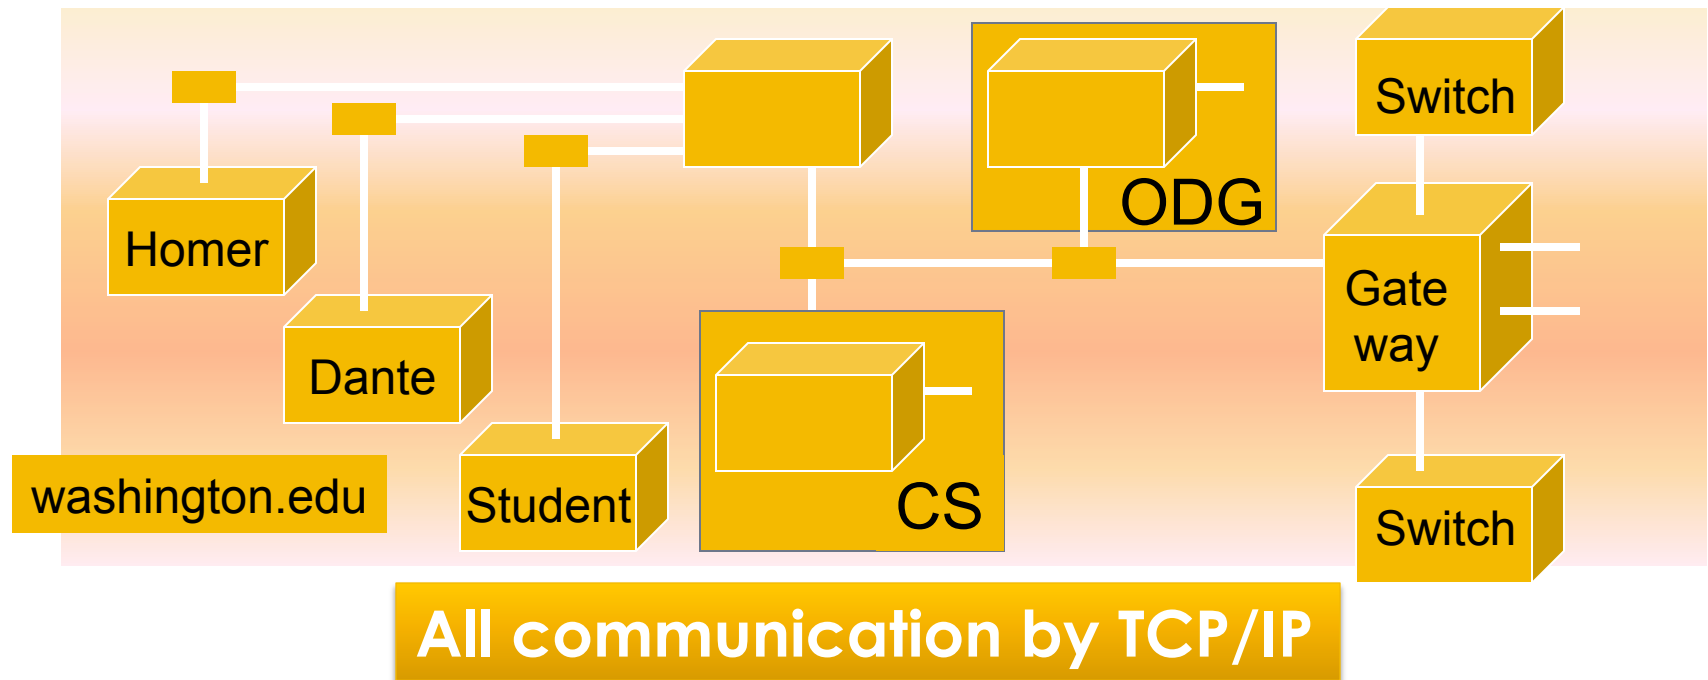 Switch
ODG
Homer
Gate
way
Dante
washington.edu
Student
CS
Switch
All communication by TCP/IP